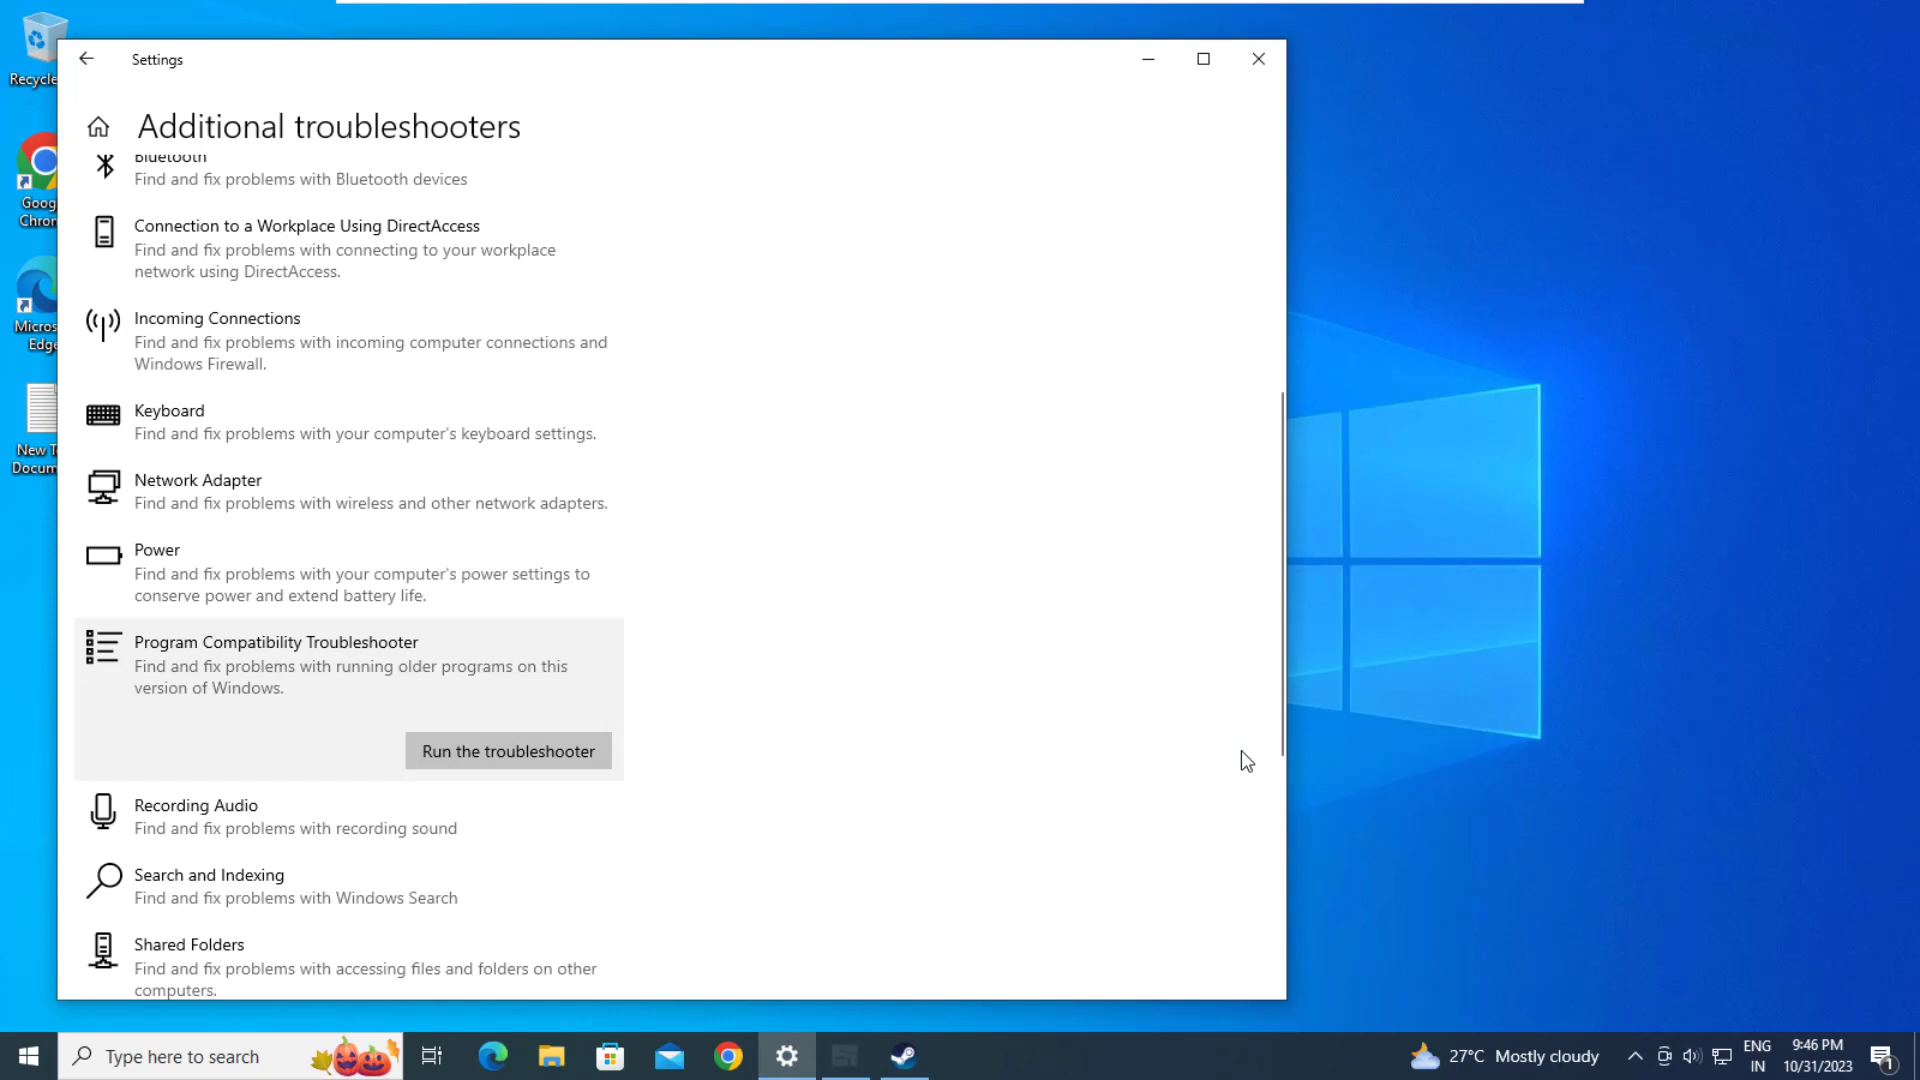 Settings
Additional troubleshooters
Bluetooth
Find and fix problems with Bluetooth devices
Connection to a Workplace Using DirectAccess
Find and fix problems with connecting to your workplace
network using DirectAccess.
Incoming Connections
Find and fix problems with incoming computer connections and
Windows Firewall.
Keyboard
Find and fix problems with your computer's keyboard settings.
Network Adapter
Find and fix problems with wireless and other network adapters.
Power
Find and fix problems with your computer's power settings to
conserve power and extend battery life.
Program Compatibility Troubleshooter
Find and fix problems with running older programs on this
version of Windows.
Run the troubleshooter
Recording Audio
Find and fix problems with recording sound
Search and Indexing
Find and fix problems with Windows Search
Shared Folders
Find and fix problems with accessing files and folders on other
computers.
Recycle
Goog
Chron
Micros
Edge
New T
Docum
Type here to search
27°C Mostly cloudy
ENG
IN
9:46 PM
10/31/2023
1